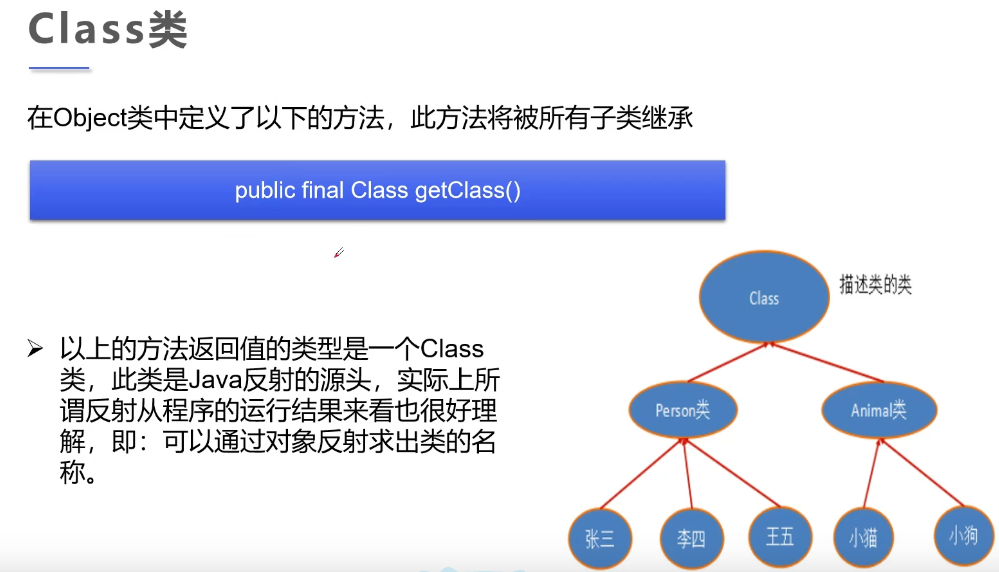 Class类
在Object类中定义了以下的方法，此方法将被所有子类继承
public final Class getClass()
以上的方法返回值的类型是一个Class
类，此类是Java反射的源头，实际上所
谓反射从程序的运行结果来看也很好理
解，即：可以通过对象反射求出类的名
称。
Class
描述类的类
Person类
Animal类
张三
李四
王五
小猫
小狗